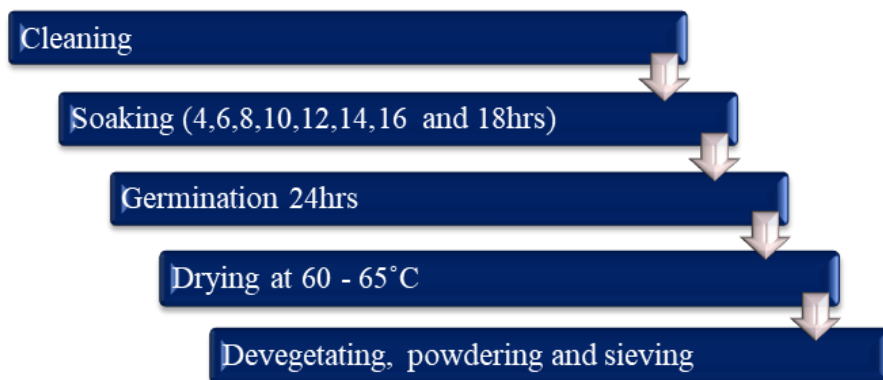 Cleaning
Soaking (4,6,8,10,12,14,16 and 18hrs)
Germination 24hrs
Drying at 60 - 65˚C
Devegetating, powdering and sieving